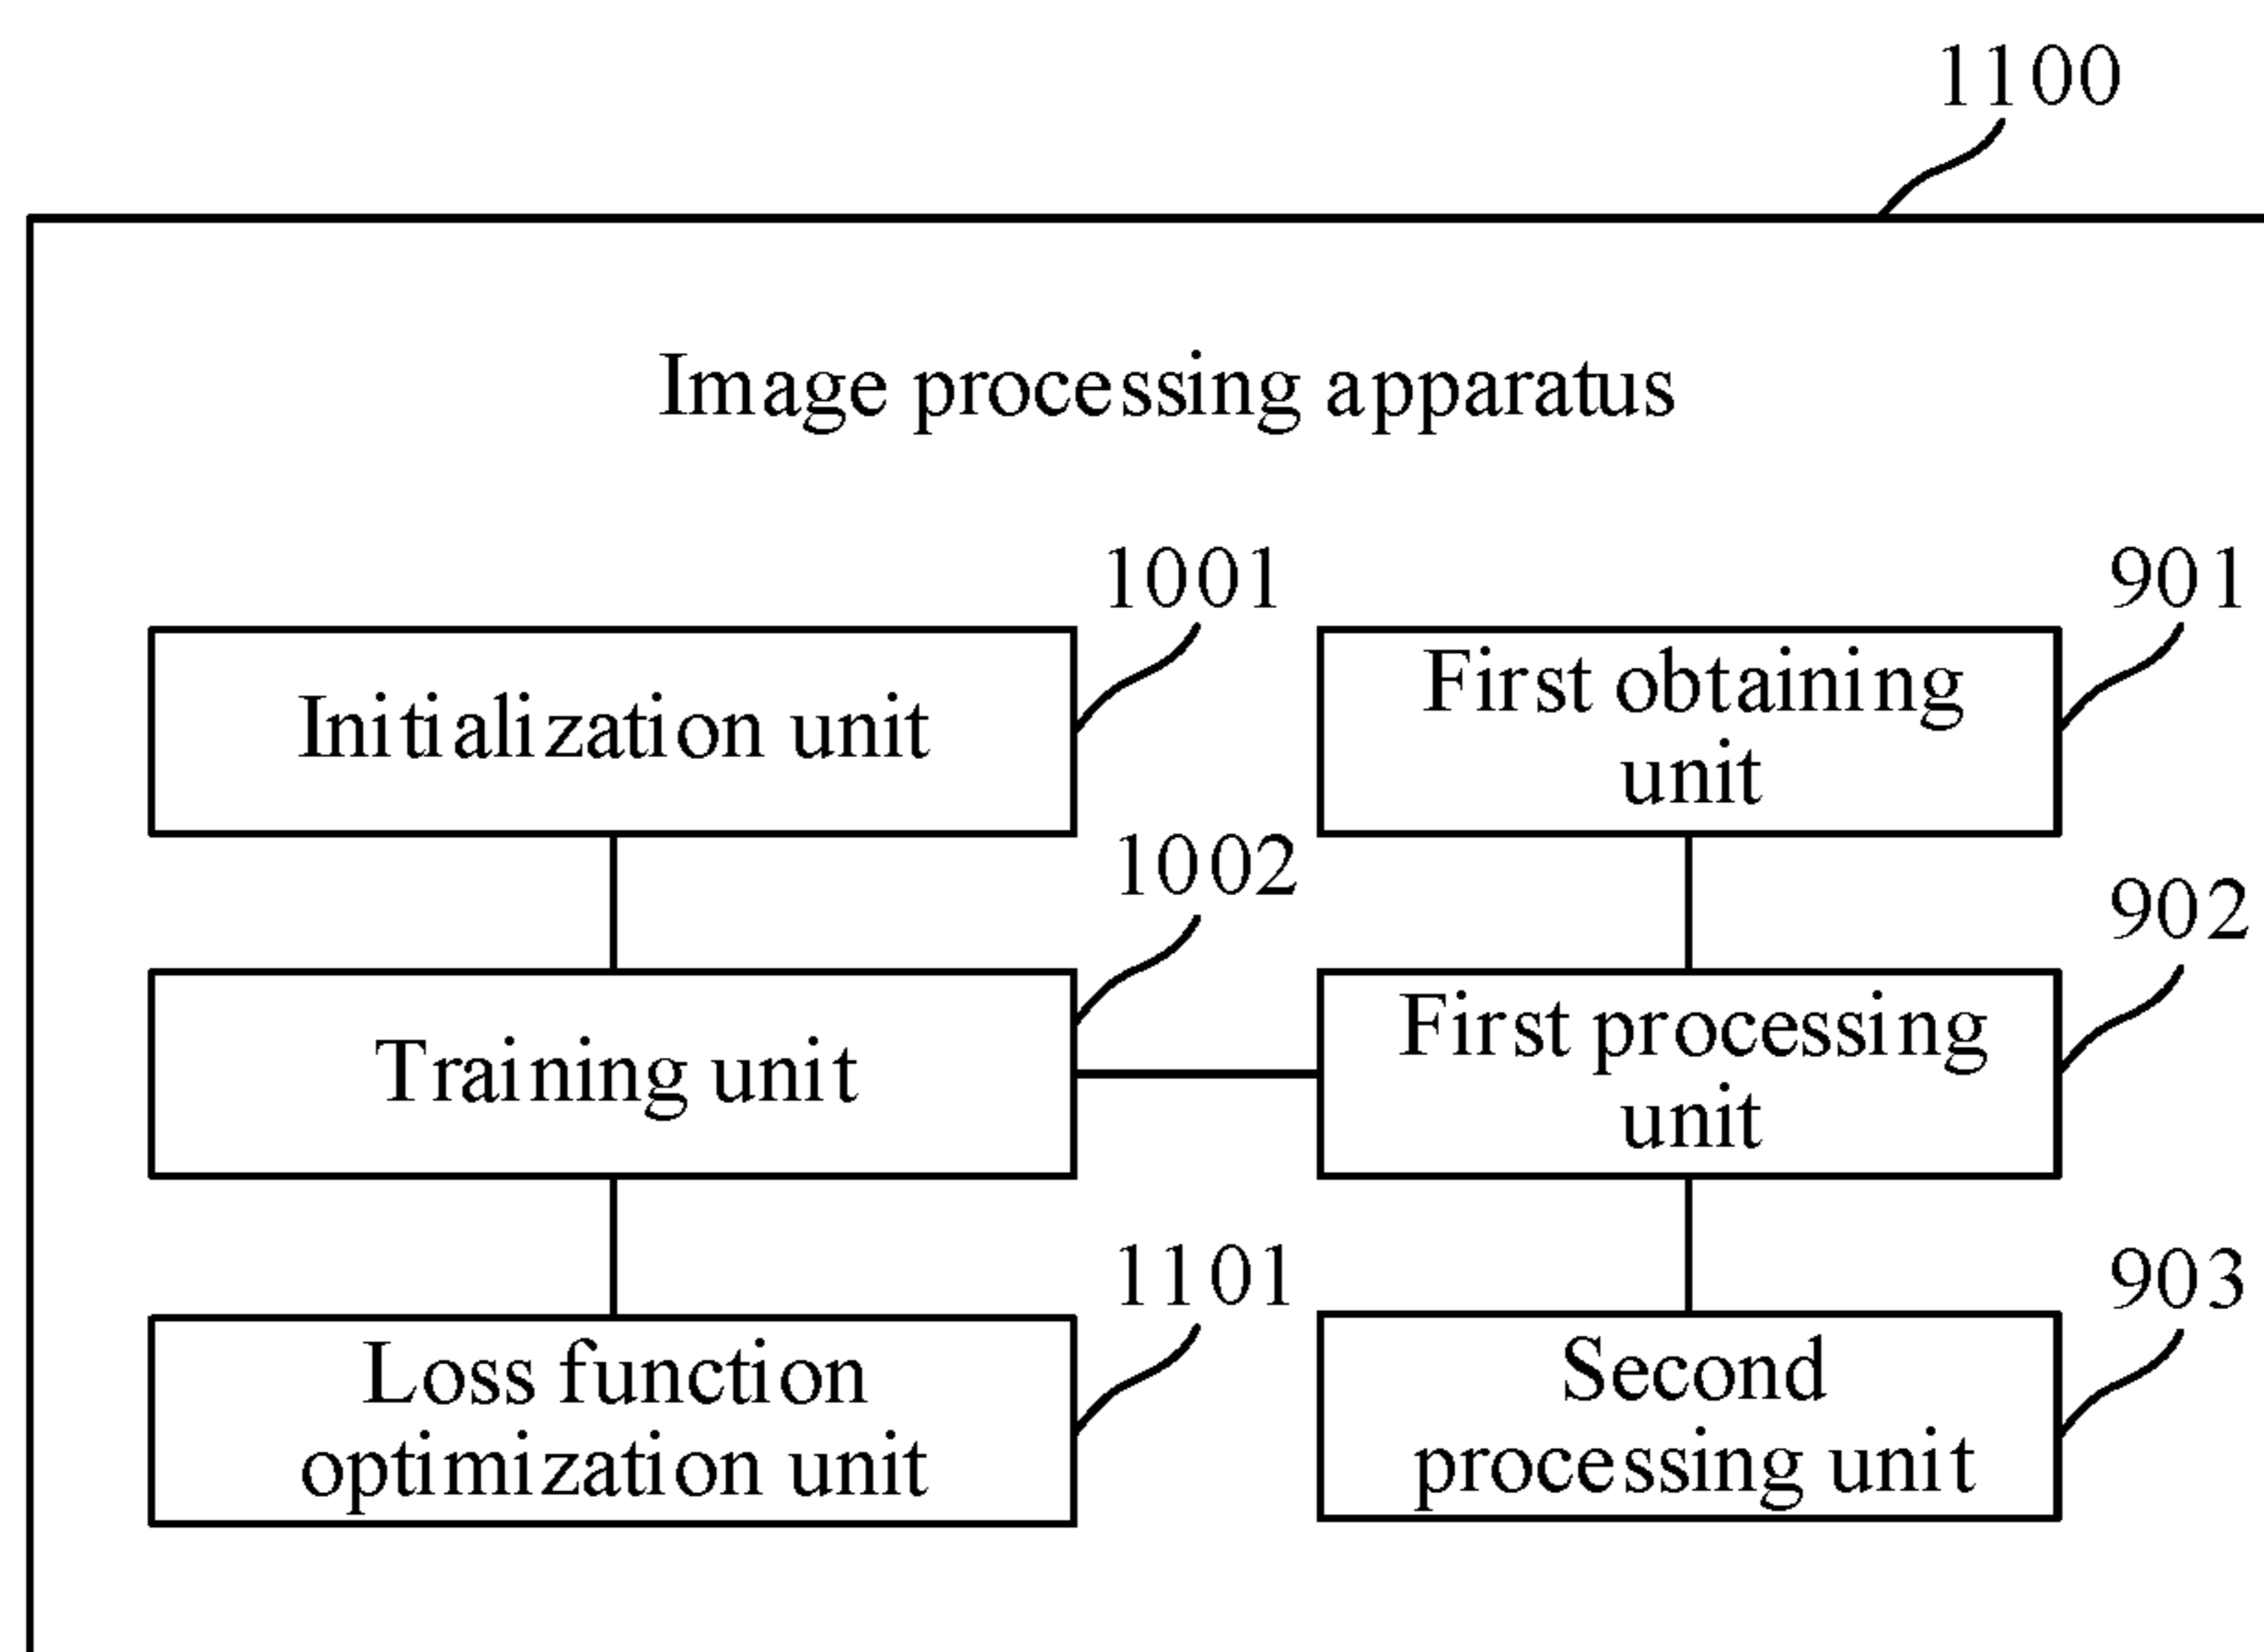 1100
Image processing apparatus
1001
901
Initialization unit
First obtaining
unit
1002
902
Training unit
First processing
unit
1101
903
Loss function
optimization unit
Second
processing unit